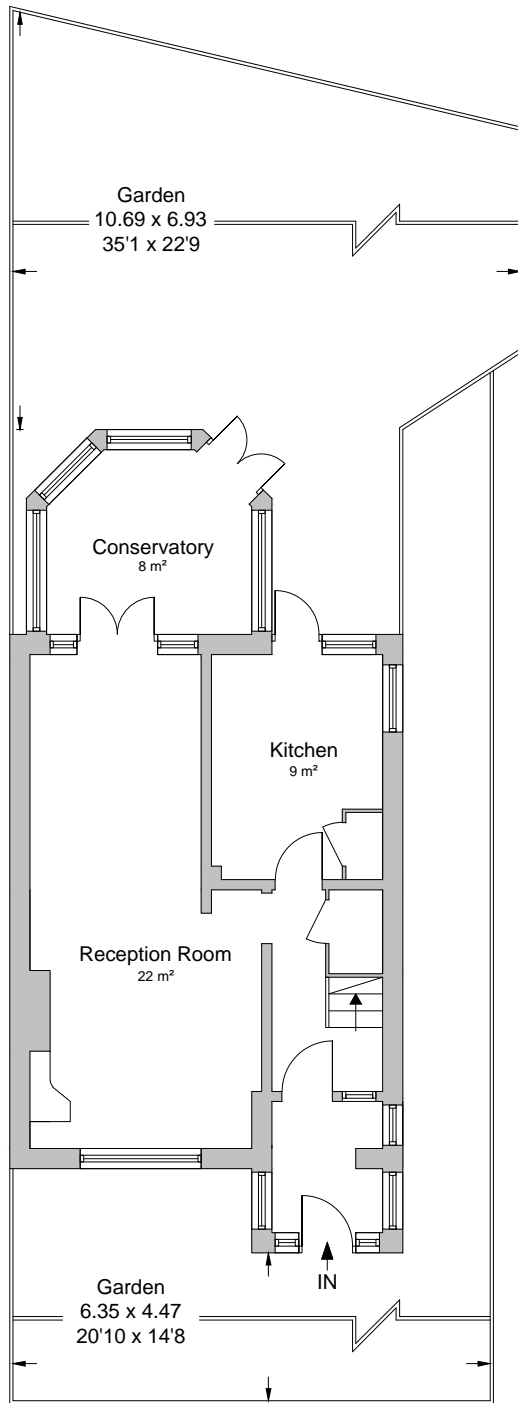 Garden
10.69 x 6.93
35'1 x 22'9
Conservatory
8 m²
Kitchen
9 m²
Reception Room
22 m²
IN
Garden
6.35 x 4.47
20'10 x 14'8